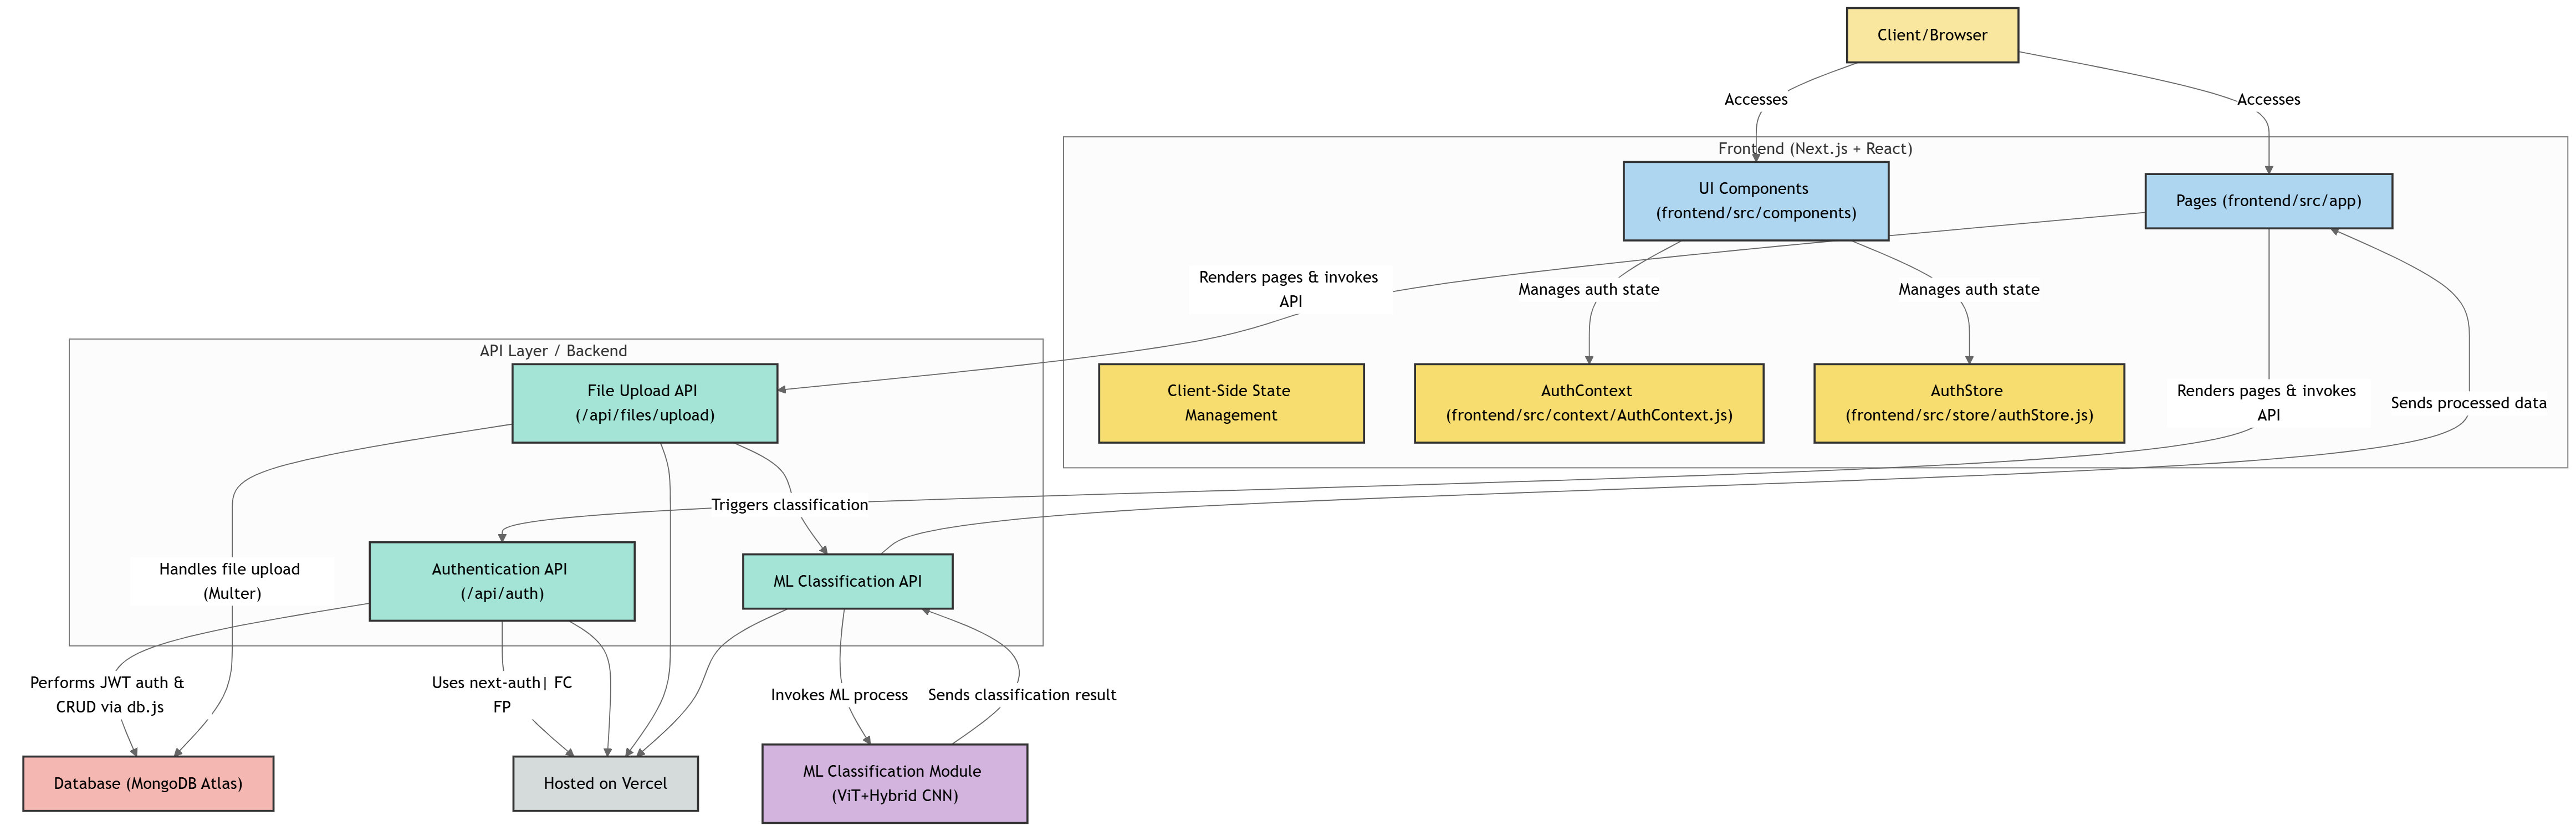 Client/Browser
Accesses
Accesses
Frontend (Next.js + React)
UI Components
(frontend/src/components)
Pages (frontend/src/app)
Renders pages & invokes
API
Manages auth state
Manages auth state
API Layer / Backend
File Upload API
(/api/files/upload)
Client-Side State
Management
AuthContext
(frontend/src/context/AuthContext.js)
AuthStore
(frontend/src/store/authStore.js)
Renders pages & invokes
API
Sends processed data
Triggers classification
Handles file upload
(Multer)
Authentication API
(/api/auth)
ML Classification API
Performs JWT auth &
CRUD via db.js
Uses next-auth| FC
FP
Invokes ML process
Sends classification result
Database (MongoDB Atlas)
Hosted on Vercel
ML Classification Module
(ViT+Hybrid CNN)